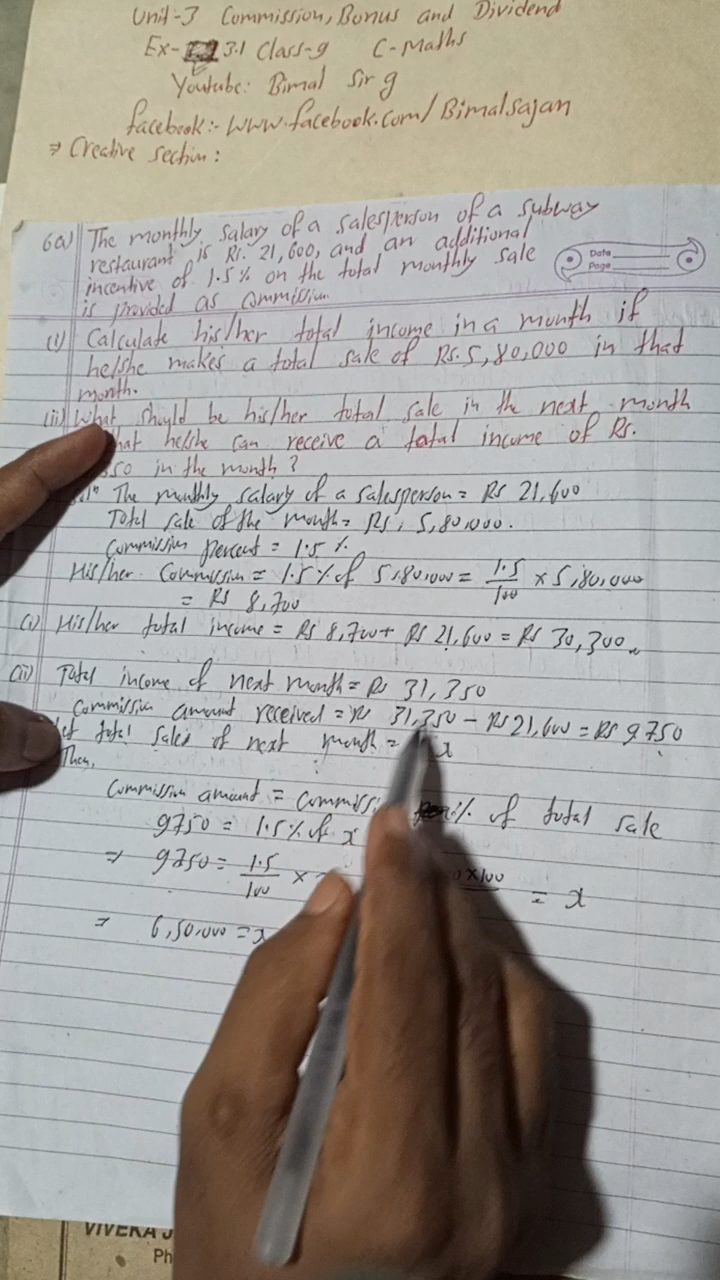 Unit-3 Commission, Bonus and Dividend
Ex- 3.1 Class-9 C-Maths
Youtube: Bimal Sir g
facebook:- www.facebook.com/Bimalsajan
⇒ Creative section:
6a) The monthly salary of a salesperson of a subway
restaurant is Rs. 21,600, and an additional
incentive of 1.5% on the total monthly sale
is provided as commission
Date
Page
(i) Calculate his/her total income in a month if
he/she makes a total sale of Rs. 5,80,000 in that
month.
(ii) What should be his/her total sale in the next month
that he/she can receive a total income of Rs.
50 in the month?
The monthly salary of a salesperson = Rs 21,600
Total sale of the month = Rs. 5,80,000.
Commission percent = 1.5%
His/her Commission = 1.5% of 5,80,000 = 1.5/100 × 5,80,000
= Rs 8,700
(i) His/her total income = Rs 8,700 + Rs 21,600 = Rs 30,300
(ii) Total income of next month = Rs 31,350
Commission amount received = Rs 31,350 - Rs 21,600 = Rs 9750
Let total sales of next month = x
Then,
Commission amount = % of total sale
9750 = 1.5% of x
⇒ 9750 = 1.5/100 × ×100 = x
⇒ 6,50,000 = x
VIVEKA J
Ph